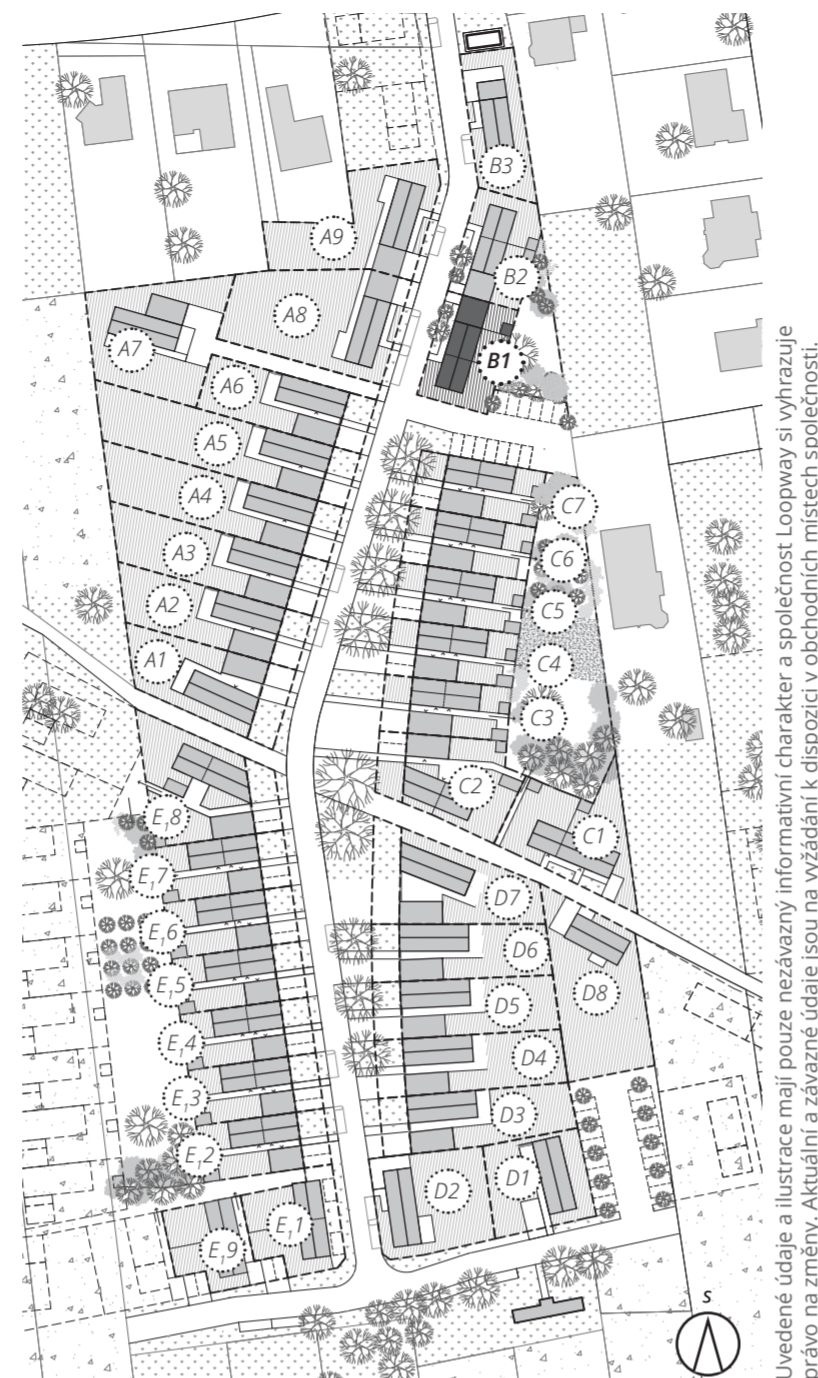 A9
B3
B2
A8
A7
B1
A6
A5
A4
C7
A3
C6
A2
C5
A1
C4
C3
C2
E₁8
C1
E₁7
D7
E₁6
D6
E₁5
D5
D8
E₁4
D4
E₁3
D3
E₁2
D2
D1
E₁1
E₁9
S
Uvedené údaje a ilustrace mají pouze nezávazný informativní charakter a společnost Loopway si vyhrazuje
právo na změny. Aktuální a závazné údaje jsou na vyžádání k dispozici v obchodních místech společnosti.